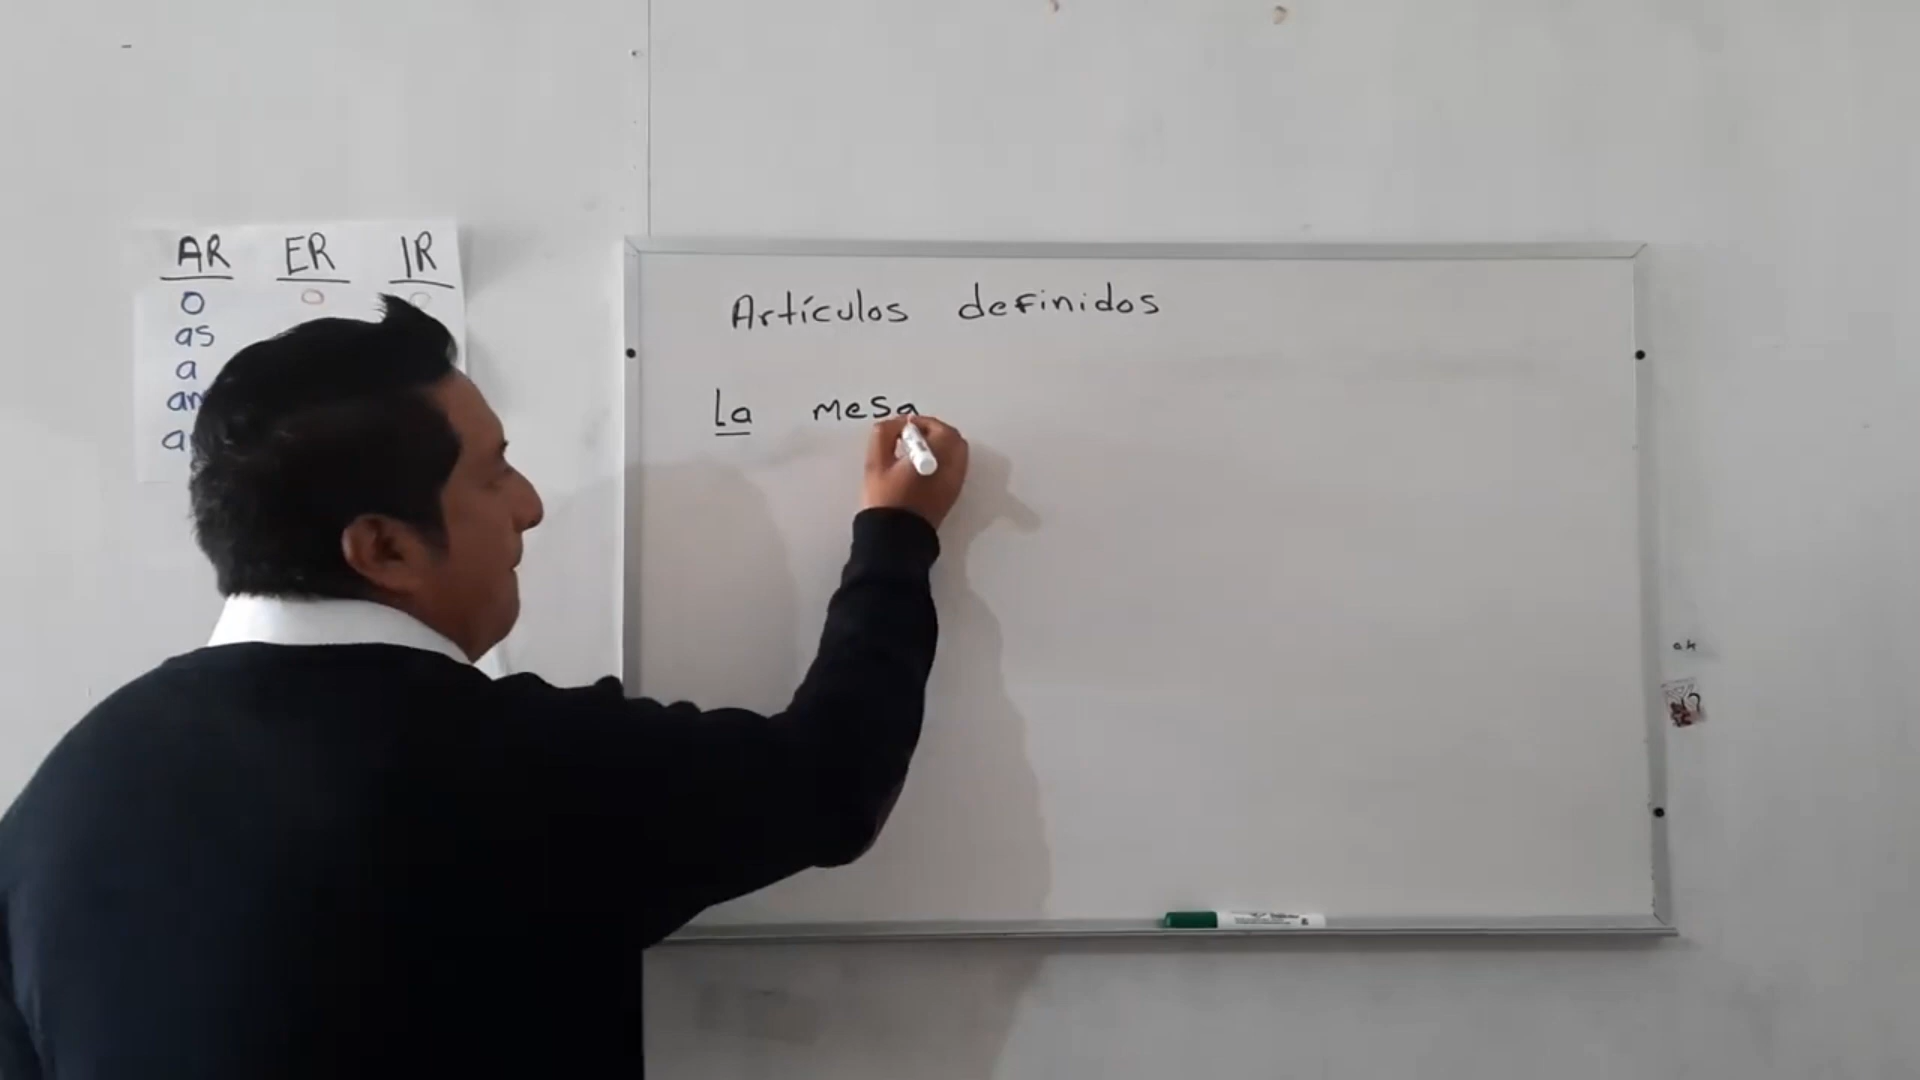 AR ER IR
O O
as
a
Artículos definidos
La mesa